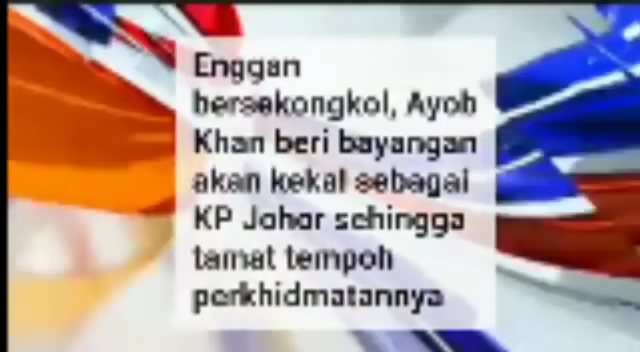 Enggan
bersekongkol, Ayob
Khan beri bayangan
akan kekal sebagai
KP Johor sehingga
tamat tempoh
perkhidmatannya